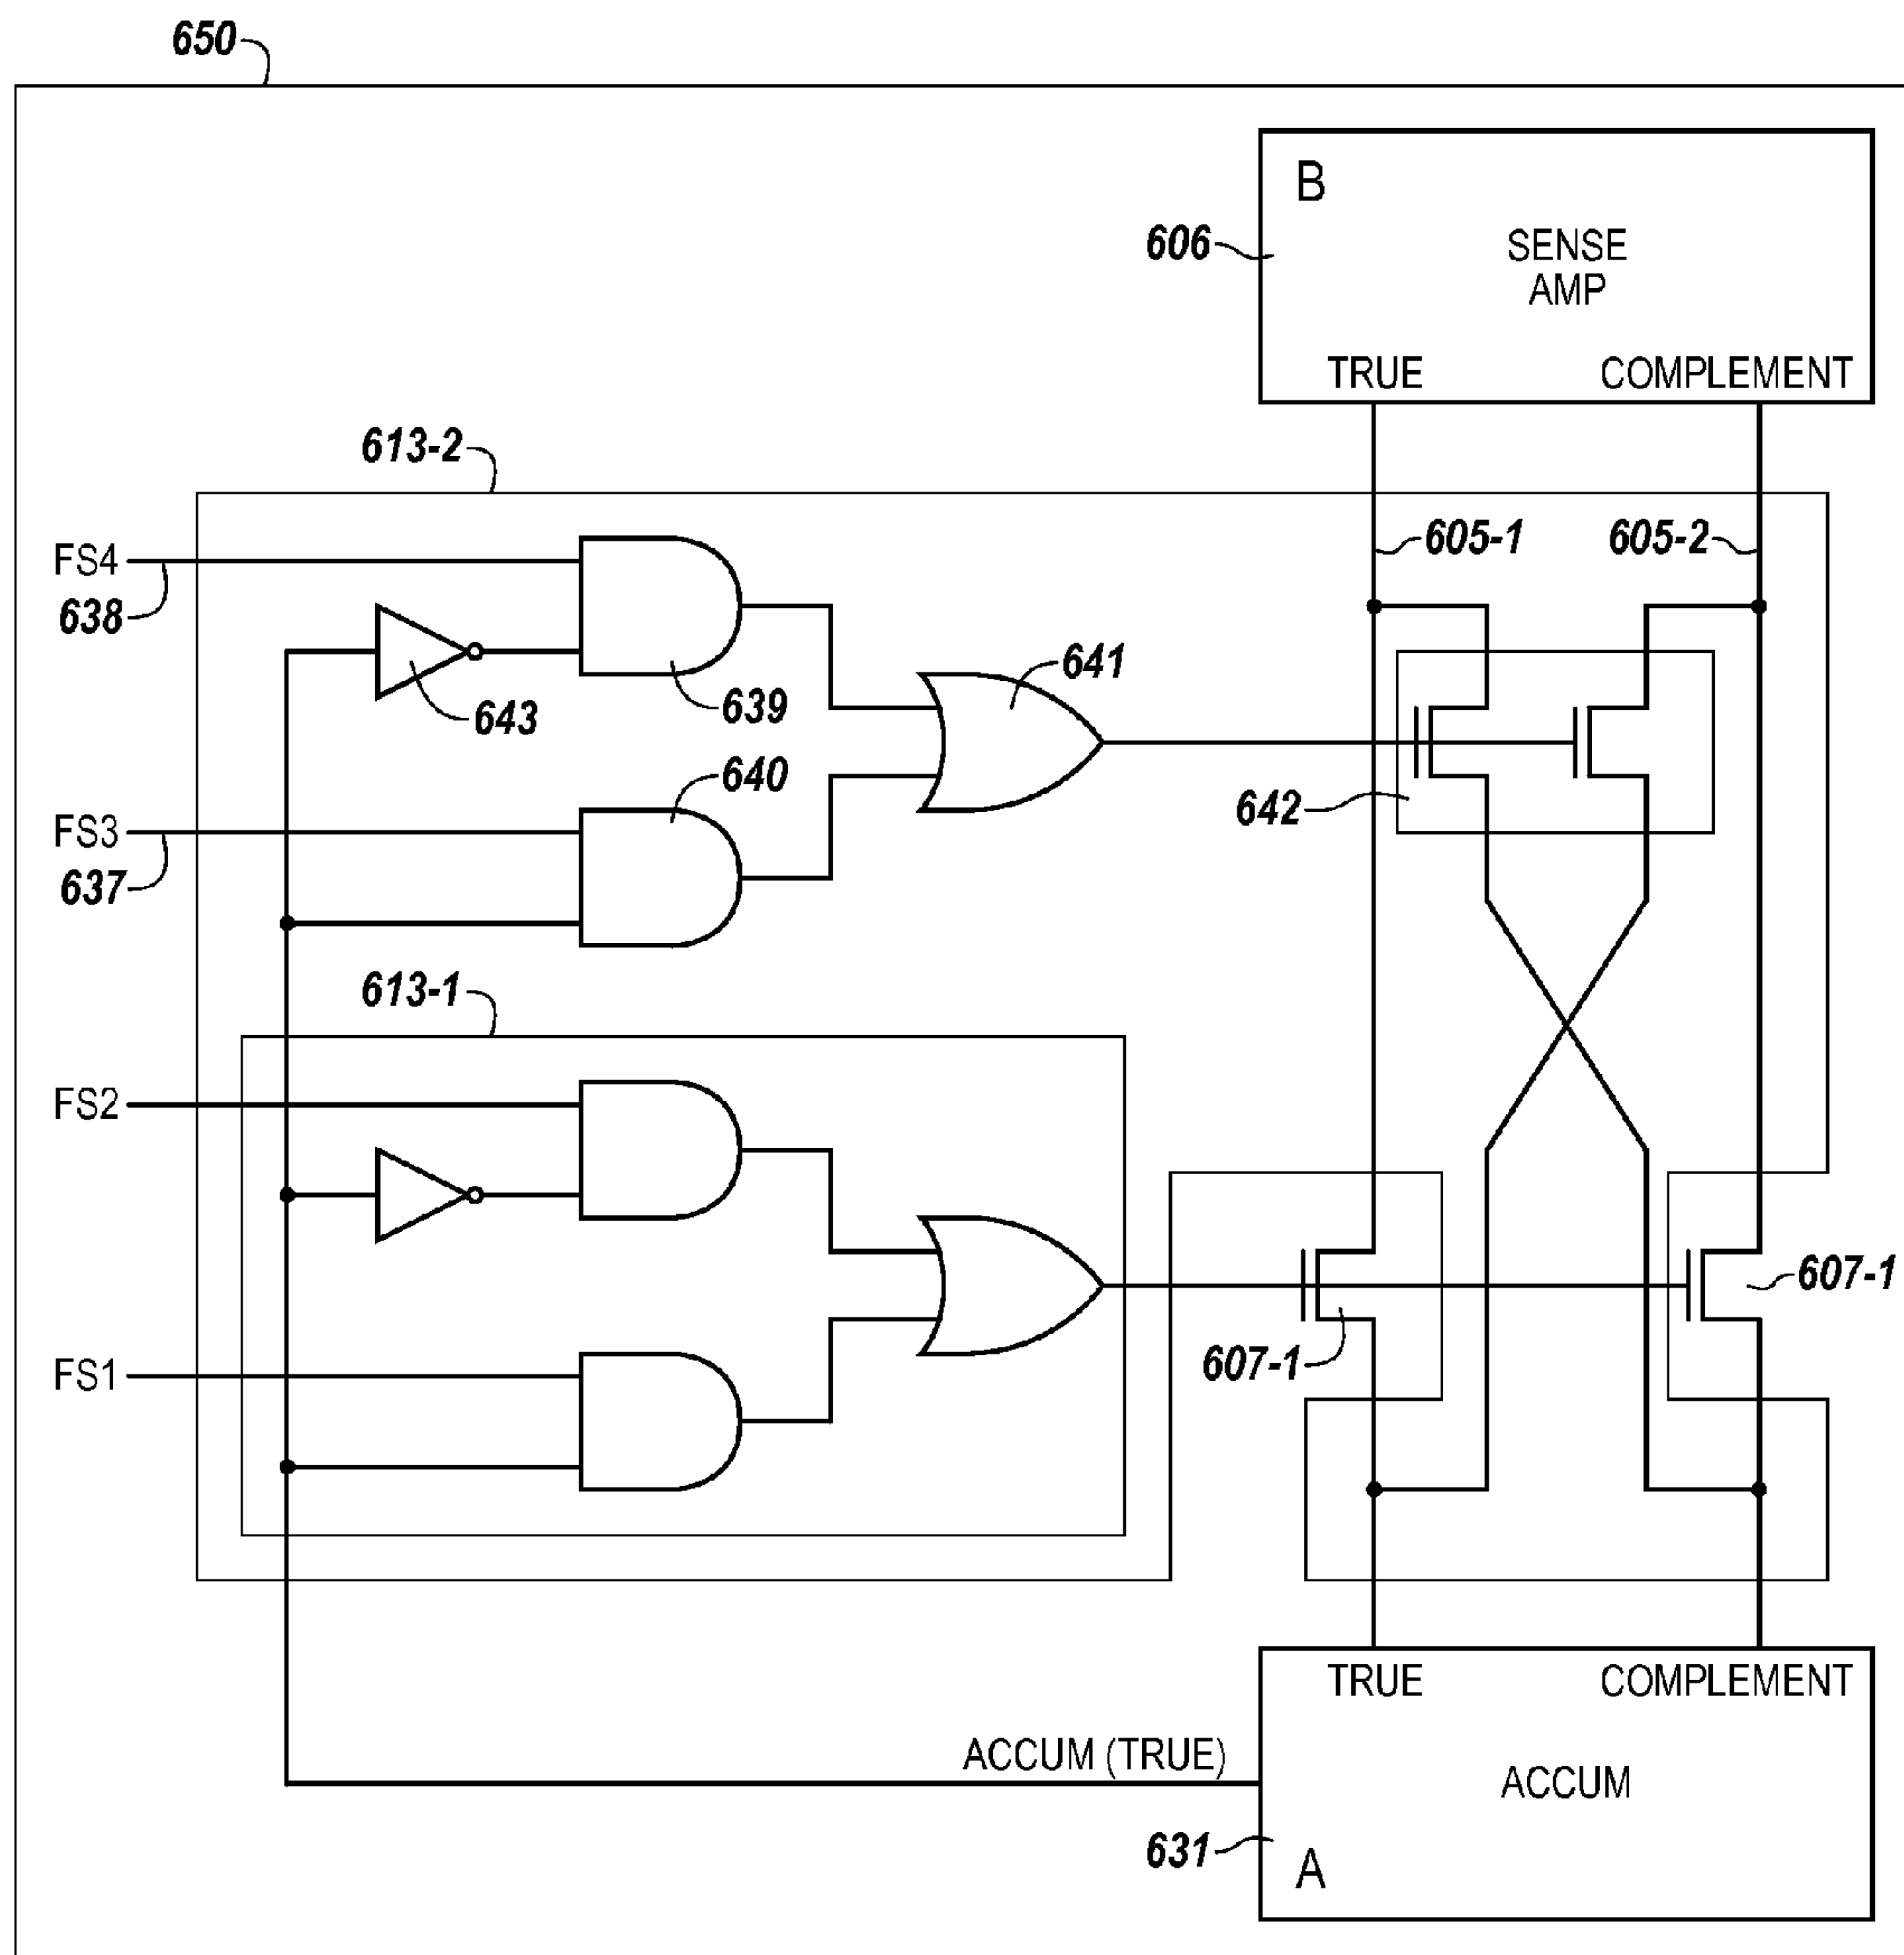 650
B
606
SENSE
AMP
TRUE COMPLEMENT
613-2
FS4
605-1 605-2
638
643
639
641
640
642
FS3
637
613-1
FS2
607-1
607-1
FS1
TRUE COMPLEMENT
ACCUM (TRUE)
ACCUM
631
A